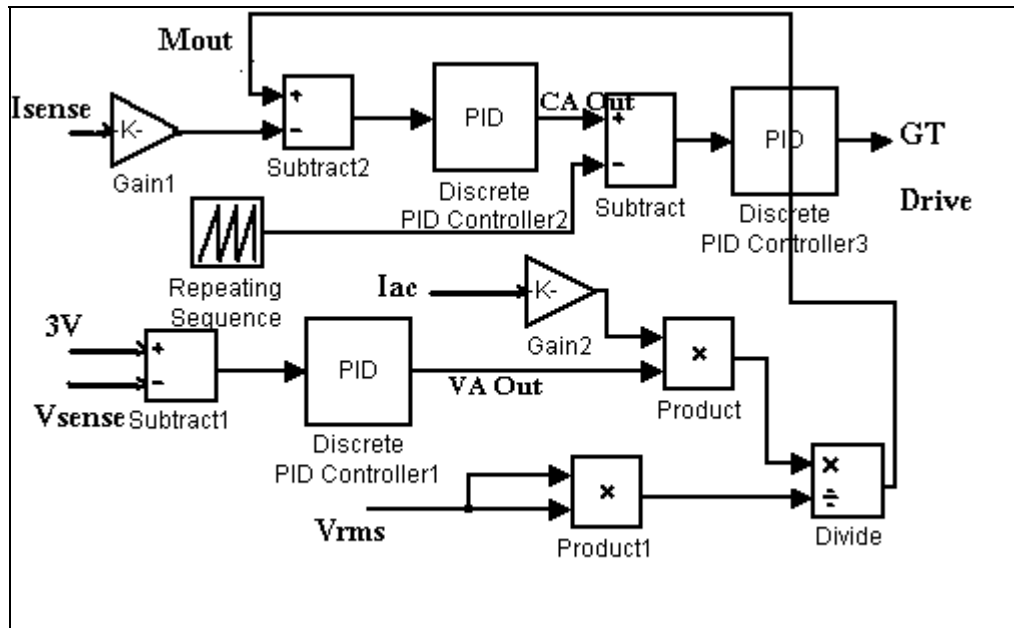 Mout
Isense
-K-
Gain1
+
−
Subtract2
PID
Discrete
PID Controller2
CA Out
+
−
Subtract
PID
Discrete
PID Controller3
GT
Drive
Repeating
Sequence
Iac
-K-
Gain2
3V
Vsense
+
−
Subtract1
PID
Discrete
PID Controller1
VA Out
×
Product
Vrms
×
Product1
×
÷
Divide